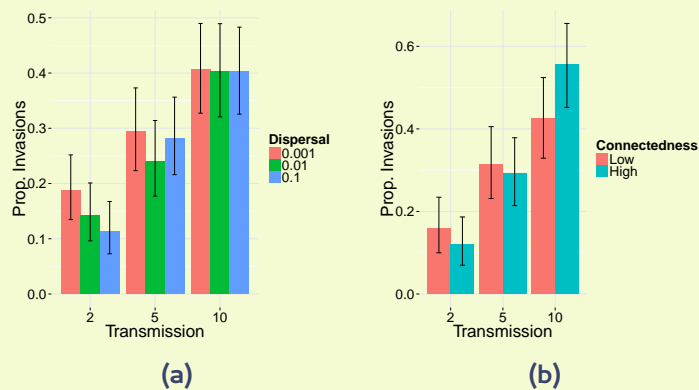 Prop. Invasions
0.5
0.4
0.3
0.2
0.1
0.0
2 5 10
Transmission
Dispersal
0.001
0.01
0.1
(a)
Prop. Invasions
0.6
0.4
0.2
0.0
2 5 10
Transmission
Connectedness
Low
High
(b)